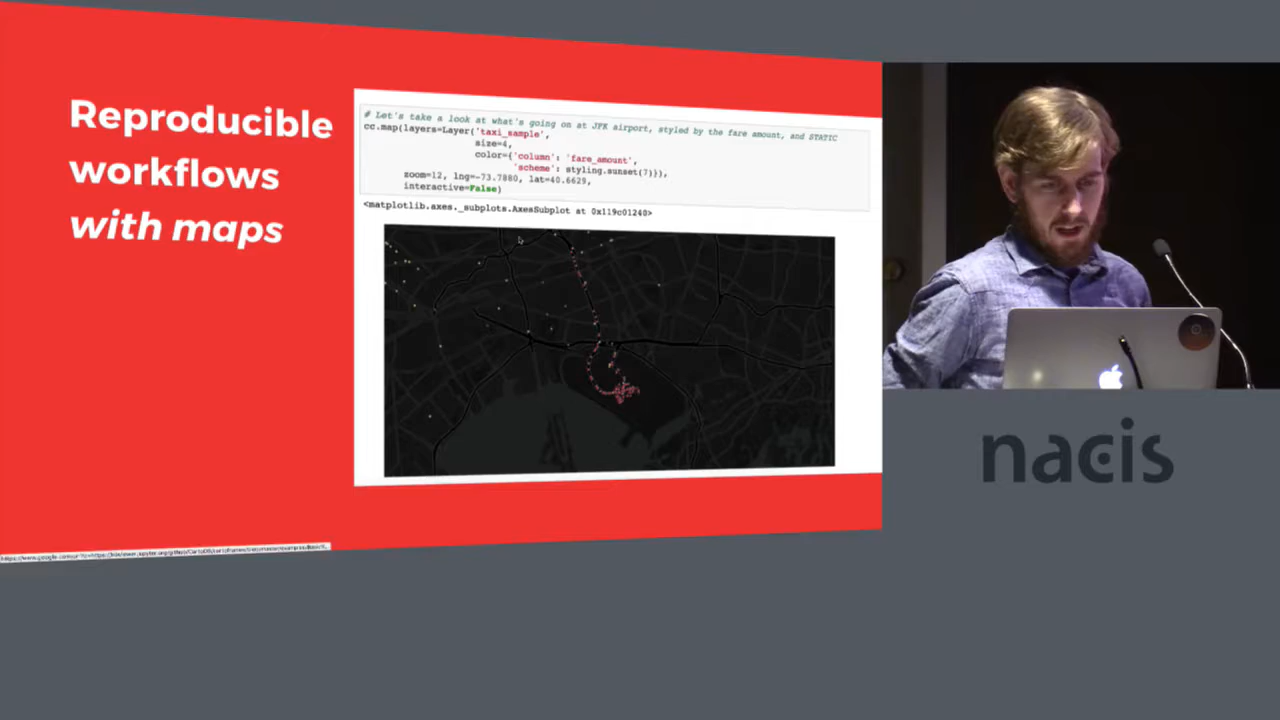 Reproducible
workflows
with maps
# Let's take a look at what's going on at JFK airport, styled by the fare amount, and STATIC
cc.map(layers=Layer('taxi_sample',
size=4,
color={'column': 'fare_amount',
'scheme': styling.sunset(7)}),
zoom=12, lng=-73.7880, lat=40.6629,
interactive=False)
<matplotlib.axes._subplots.AxesSubplot at 0x119c01240>
nacis